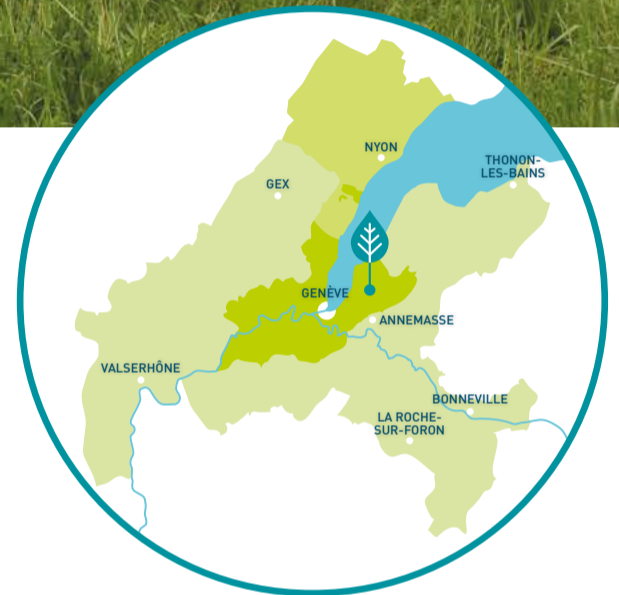 NYON
THONON-
LES-BAINS
GEX
GENÈVE
ANNEMASSE
VALSERHÔNE
BONNEVILLE
LA ROCHE-
SUR-FORON